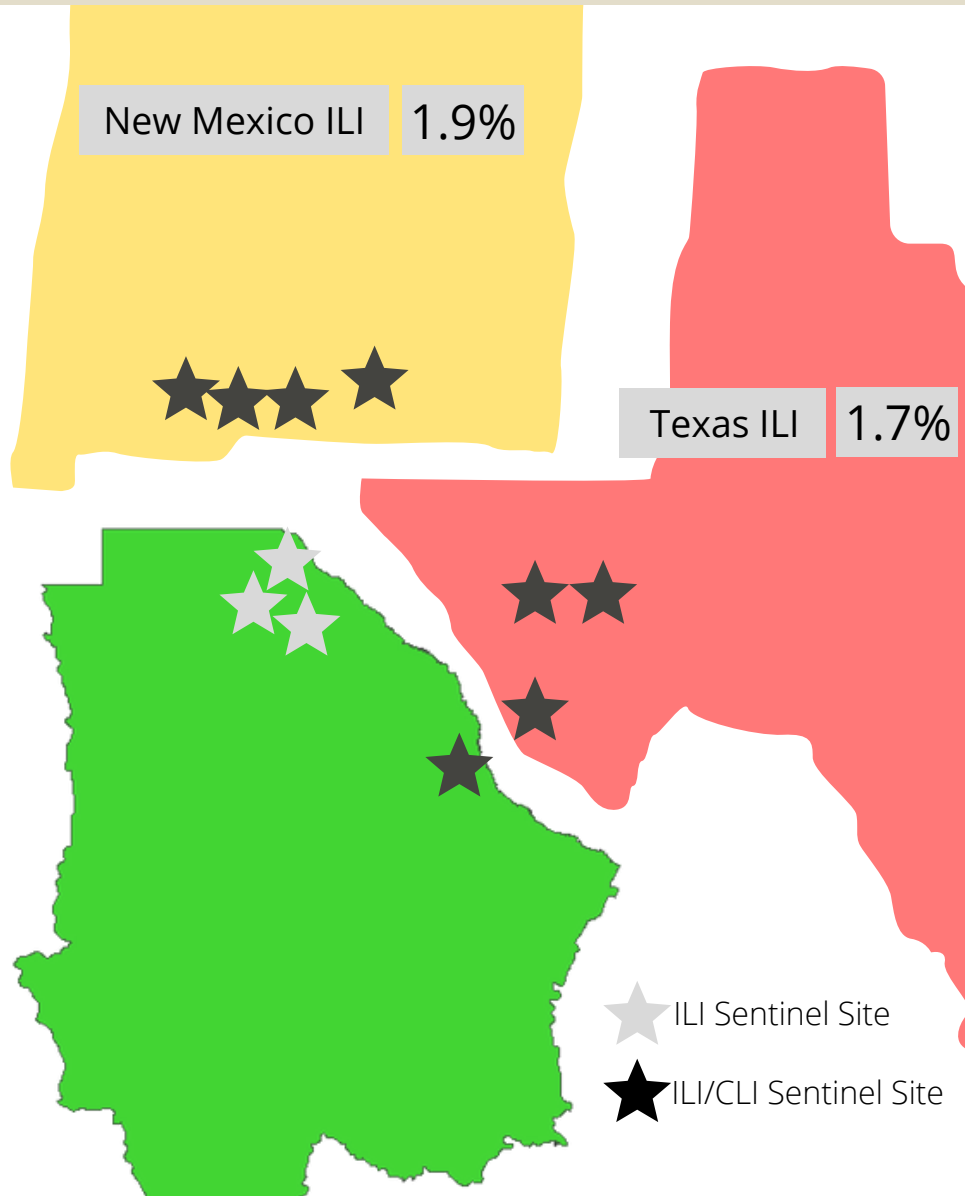 New Mexico ILI 1.9%
Texas ILI 1.7%
ILI Sentinel Site
ILI/CLI Sentinel Site